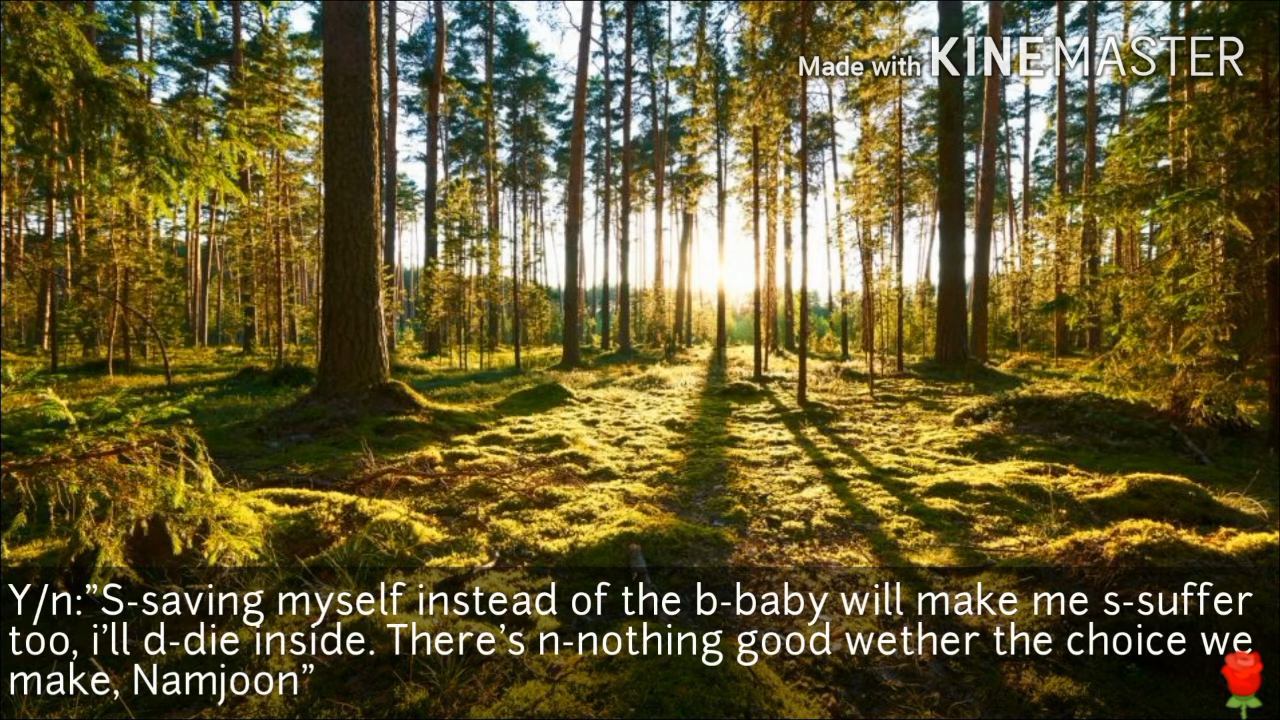 Made with KINEMASTER
Y/n:”S-saving myself instead of the b-baby will make me s-suffer
too, i’ll d-die inside. There’s n-nothing good wether the choice we
make, Namjoon”